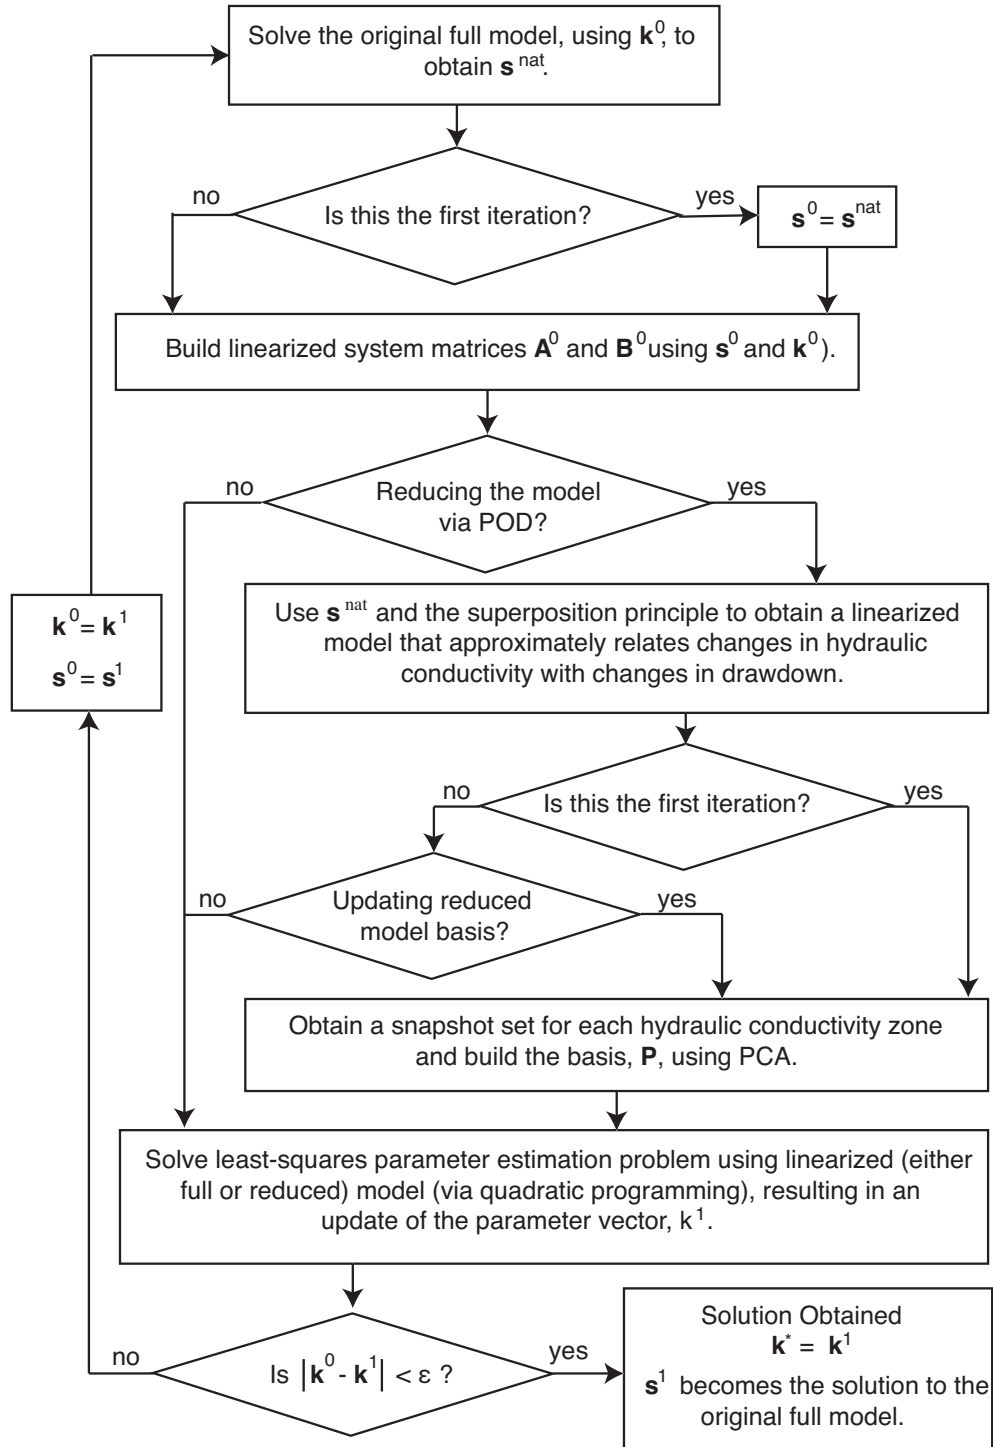 Solve the original full model, using k⁰, to
obtain s ⁿᵃᵗ.
no
Is this the first iteration?
yes
s⁰ = sⁿᵃᵗ
Build linearized system matrices A⁰ and B⁰using s⁰ and k⁰).
no
Reducing the model
via POD?
yes
Use s ⁿᵃᵗ and the superposition principle to obtain a linearized
model that approximately relates changes in hydraulic
conductivity with changes in drawdown.
k⁰ = k¹
s⁰ = s¹
no
Is this the first iteration?
yes
no
Updating reduced
model basis?
yes
Obtain a snapshot set for each hydraulic conductivity zone
and build the basis, P, using PCA.
Solve least-squares parameter estimation problem using linearized (either
full or reduced) model (via quadratic programming), resulting in an
update of the parameter vector, k¹.
no
Is |k⁰ - k¹| < ε ?
yes
Solution Obtained
k* = k¹
s¹ becomes the solution to the
original full model.